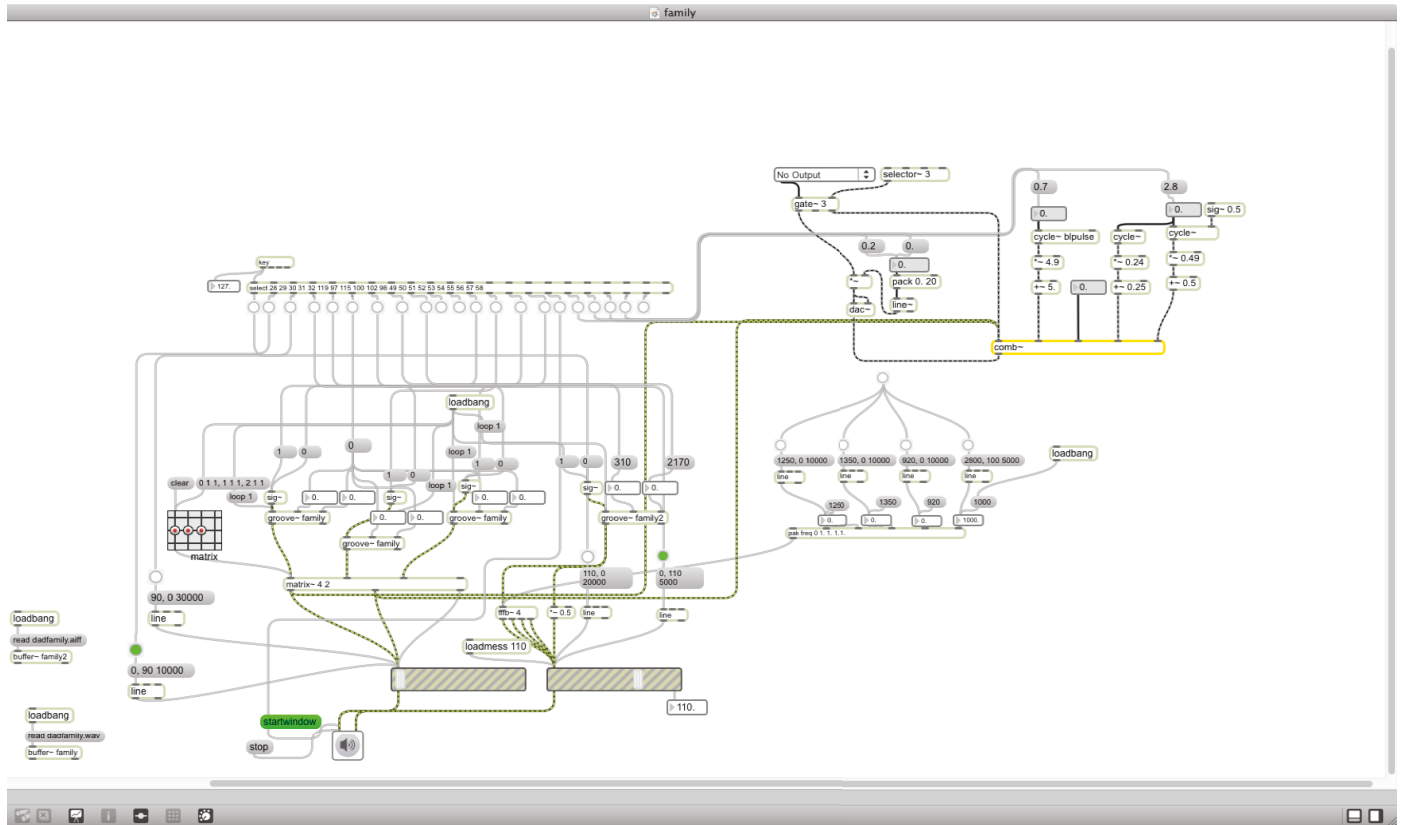 family
No Output
selector~ 3
gate~ 3
0.7
2.8
0.
0.
sig~ 0.5
cycle~ blpulse
cycle~
cycle~
0.2
0.
0.
*~ 4.9
*~ 0.24
*~ 0.49
*~
pack 0. 20
+~ 5.
0.
+~ 0.25
+~ 0.5
line~
dac~
comb~
key
127.
select 28 29 30 31 32 119 97 115 100 102 98 49 50 51 52 53 54 55 56 57 58
loadbang
loop 1
1
0
0
loop 1
1
0
1
0
310
2170
1
0
clear
0 1 1, 1 1 1, 2 1 1
loop 1
loop 1
sig~
0.
0.
sig~
sig~
0.
0.
sig~
0.
0.
groove~ family
0.
0.
groove~ family
groove~ family2
groove~ family
matrix
matrix~ 4 2
1250, 0 10000
1350, 0 10000
920, 0 10000
2800, 100 5000
loadbang
line
line
line
line
1250
1350
920
1000
0.
0.
0.
1000.
pak freq 0 1. 1. 1.
110, 0
20000
0, 110
5000
90, 0 30000
line
fffb~ 4
*~ 0.5
line
line
loadmess 110
loadbang
read dadfamily.aiff
buffer~ family2
0, 90 10000
line
110.
loadbang
read dadfamily.wav
buffer~ family
startwindow
stop